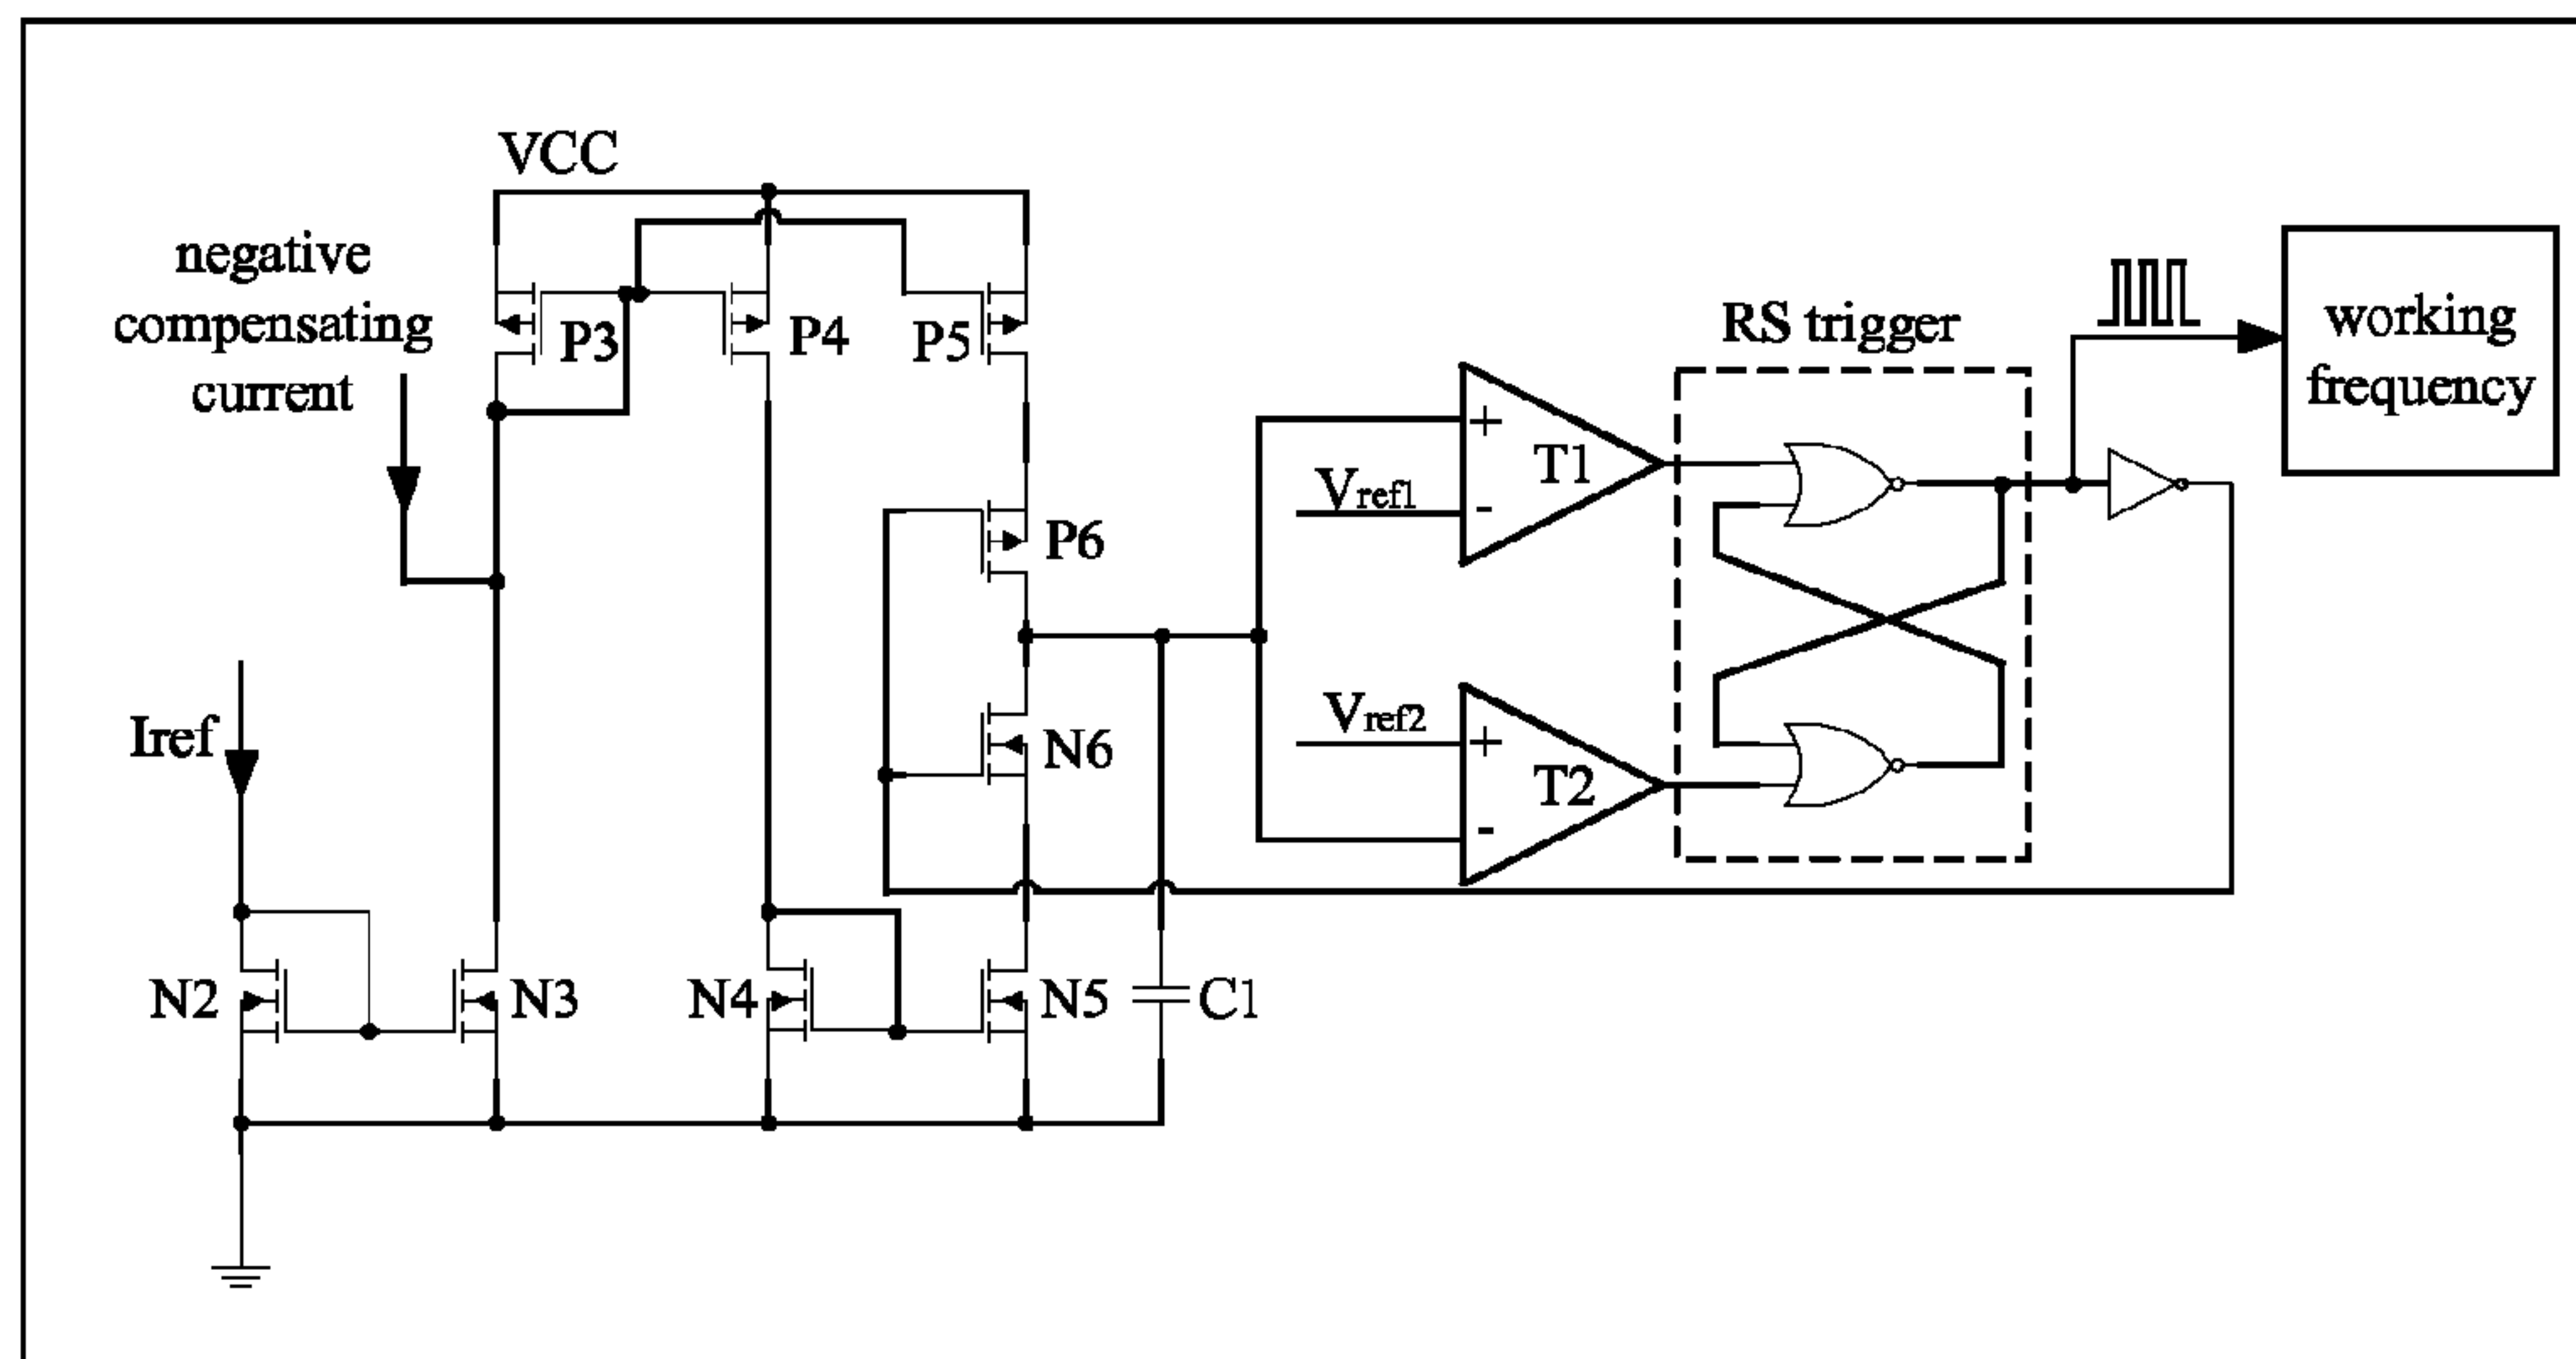 VCC
negative
compensating
current
P3
P4
P5
RS trigger
working
frequency
+
T1
Vref1
-
P6
Iref
Vref2
+
N6
T2
-
N2
N3
N4
N5
C1